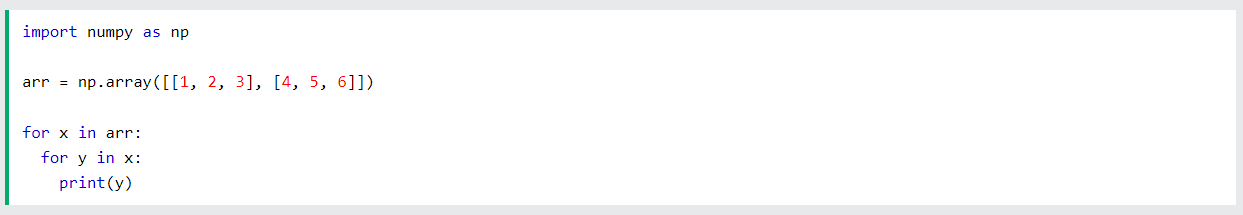 import numpy as np
arr = np.array([[1, 2, 3], [4, 5, 6]])
for x in arr:
  for y in x:
    print(y)